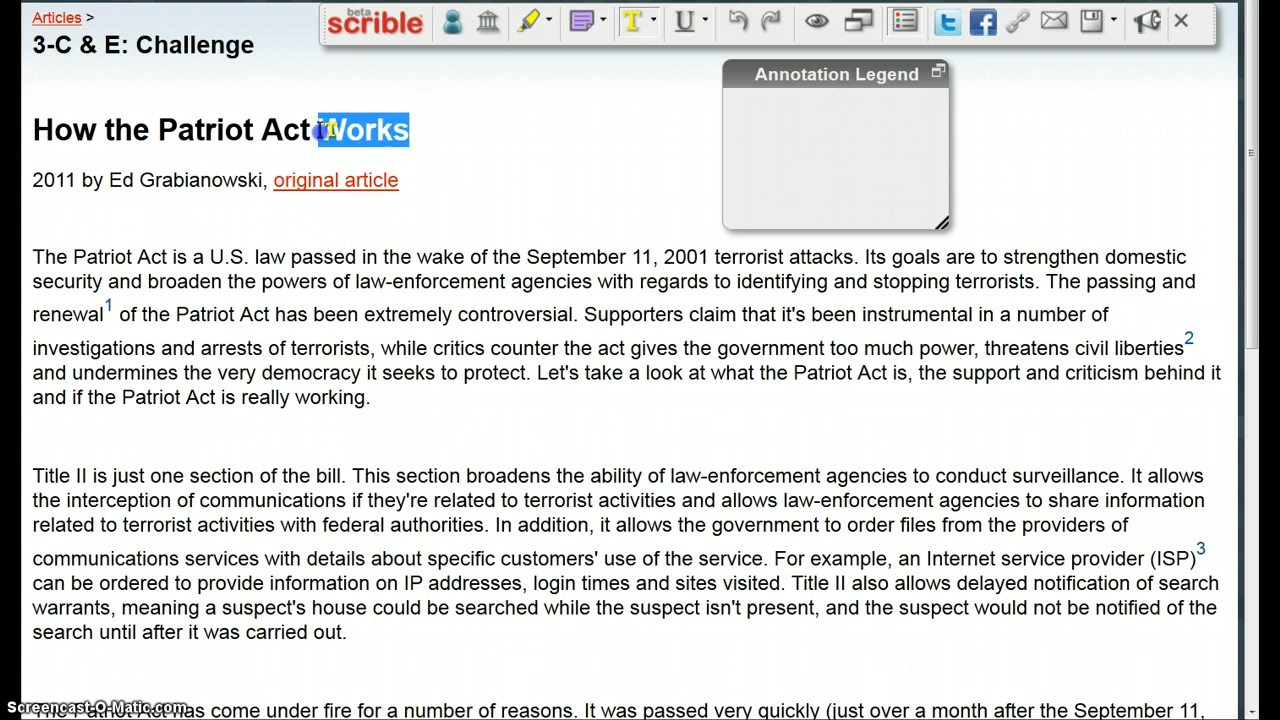 Articles >
beta
scrible
3-C & E: Challenge
Annotation Legend
How the Patriot Act Works
2011 by Ed Grabianowski, original article
The Patriot Act is a U.S. law passed in the wake of the September 11, 2001 terrorist attacks. Its goals are to strengthen domestic
security and broaden the powers of law-enforcement agencies with regards to identifying and stopping terrorists. The passing and
renewal1 of the Patriot Act has been extremely controversial. Supporters claim that it's been instrumental in a number of
investigations and arrests of terrorists, while critics counter the act gives the government too much power, threatens civil liberties2
and undermines the very democracy it seeks to protect. Let's take a look at what the Patriot Act is, the support and criticism behind it
and if the Patriot Act is really working.
Title II is just one section of the bill. This section broadens the ability of law-enforcement agencies to conduct surveillance. It allows
the interception of communications if they're related to terrorist activities and allows law-enforcement agencies to share information
related to terrorist activities with federal authorities. In addition, it allows the government to order files from the providers of
communications services with details about specific customers' use of the service. For example, an Internet service provider (ISP)3
can be ordered to provide information on IP addresses, login times and sites visited. Title II also allows delayed notification of search
warrants, meaning a suspect's house could be searched while the suspect isn't present, and the suspect would not be notified of the
search until after it was carried out.
The Patriot Act has come under fire for a number of reasons. It was passed very quickly (just over a month after the September 11,
Screencast-O-Matic.com